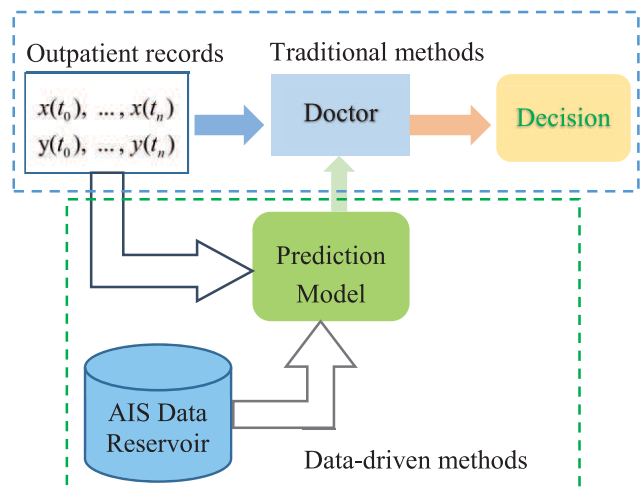 Outpatient records
Traditional methods
x(t₀), ..., x(tₙ)
y(t₀), ..., y(tₙ)
Doctor
Decision
Prediction
Model
AIS Data
Reservoir
Data-driven methods